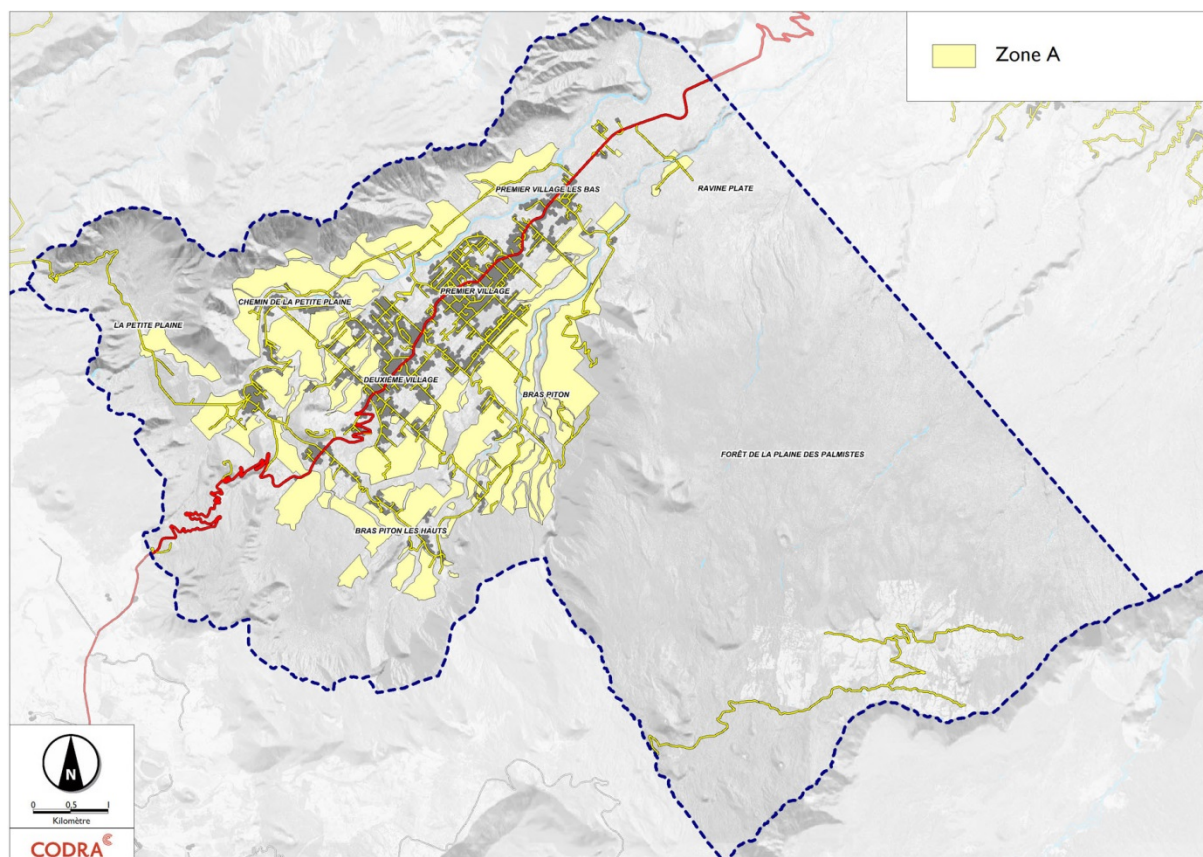 Zone A
PREMIER VILLAGE LES BAS
RAVINE PLATE
PREMIER VILLAGE
CHEMIN DE LA PETITE PLAINE
LA PETITE PLAINE
DEUXIÈME VILLAGE
BRAS PITON
FORÊT DE LA PLAINE DES PALMISTES
BRAS PITON LES HAUTS
N
0 0,5 1
Kilomètre
CODRA